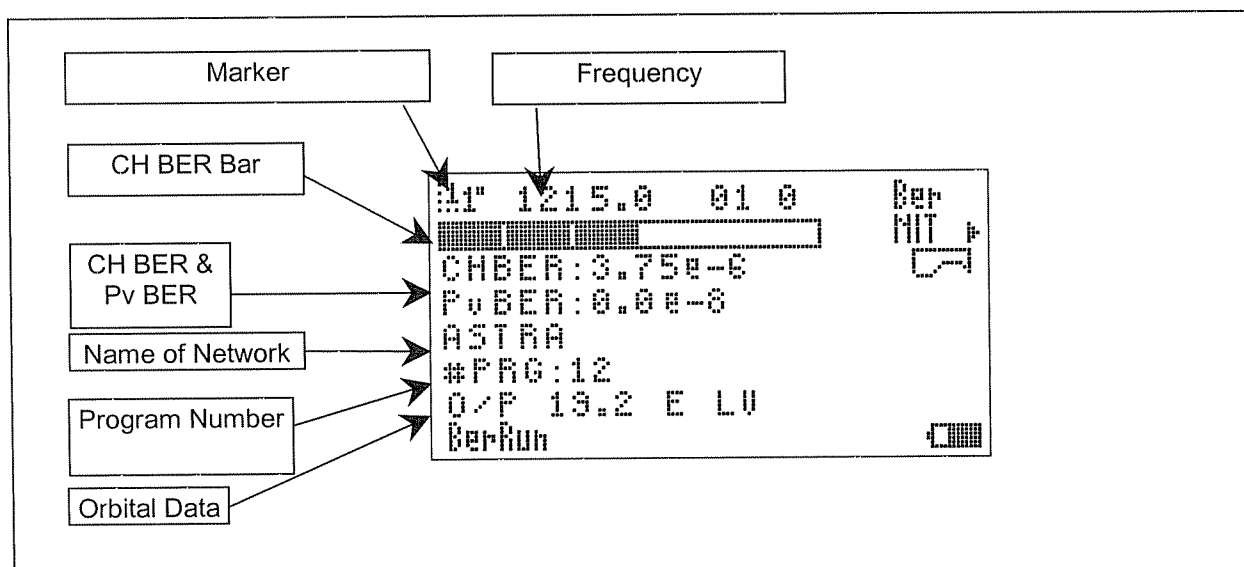 Marker
Frequency
CH BER Bar
CH BER &
Pv BER
Name of Network
Program Number
Orbital Data
1215.0 01 0
Ber
NIT
CHBER:3.75e-6
PvBER:0.0e-8
ASTRA
#PRG:12
O/P 19.2 E LV
BerRun